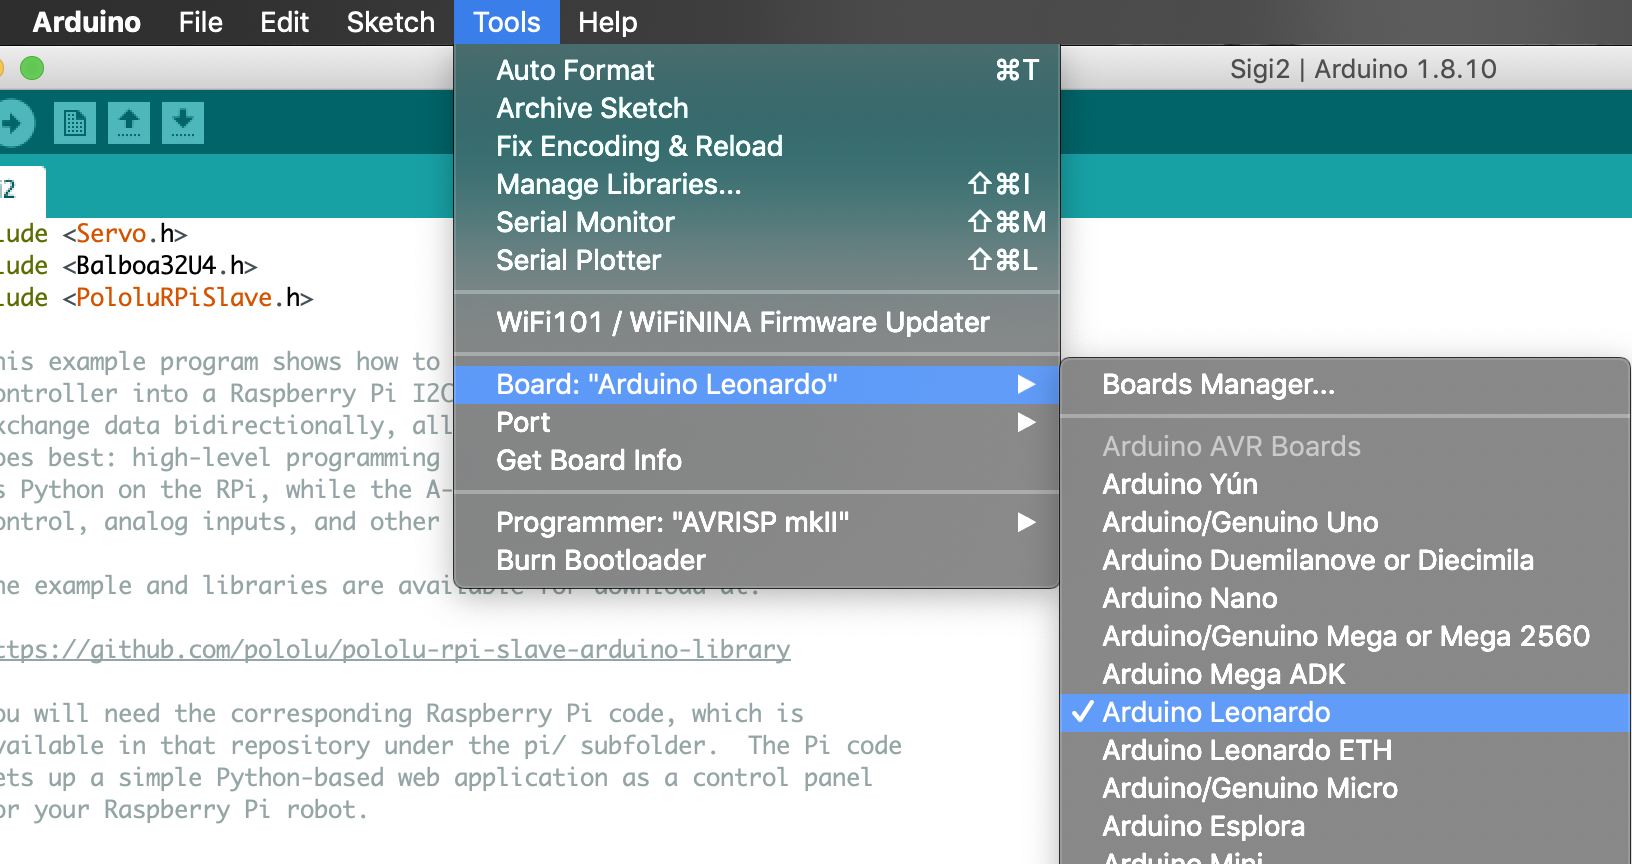 Arduino File Edit Sketch Tools Help
Sigi2 | Arduino 1.8.10
i2
lude <Servo.h>
lude <Balboa32U4.h>
lude <PololuRPiSlave.h>
his example program shows how to
ontroller into a Raspberry Pi I2C
xchange data bidirectionally, all
oes best: high-level programming
s Python on the RPi, while the A-
ontrol, analog inputs, and other
he example and libraries are available for download at:
ttps://github.com/pololu/pololu-rpi-slave-arduino-library
ou will need the corresponding Raspberry Pi code, which is
vailable in that repository under the pi/ subfolder.  The Pi code
ets up a simple Python-based web application as a control panel
or your Raspberry Pi robot.
Auto Format ⌘T
Archive Sketch
Fix Encoding & Reload
Manage Libraries... ⇧⌘I
Serial Monitor ⇧⌘M
Serial Plotter ⇧⌘L
WiFi101 / WiFiNINA Firmware Updater
Board: "Arduino Leonardo"
Port
Get Board Info
Programmer: "AVRISP mkII"
Burn Bootloader
Boards Manager...
Arduino AVR Boards
Arduino Yún
Arduino/Genuino Uno
Arduino Duemilanove or Diecimila
Arduino Nano
Arduino/Genuino Mega or Mega 2560
Arduino Mega ADK
✓ Arduino Leonardo
Arduino Leonardo ETH
Arduino/Genuino Micro
Arduino Esplora
Arduino Mini